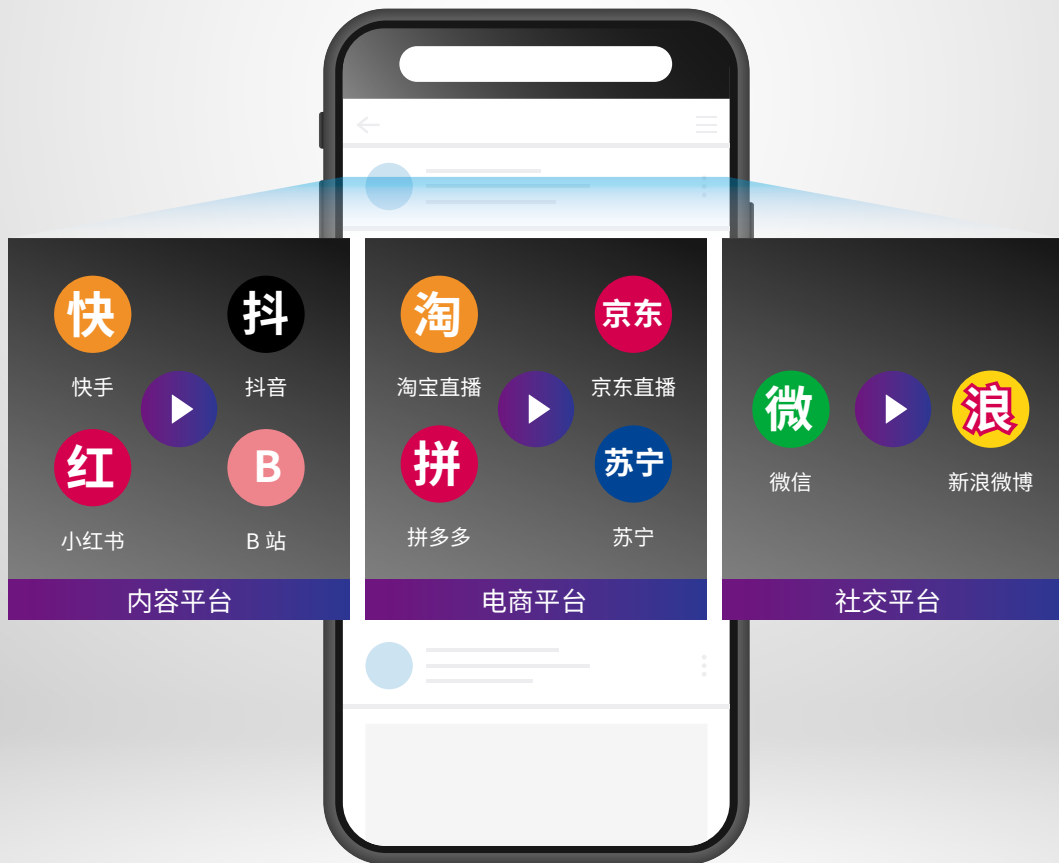 快
抖
快手
抖音
红
B
小红书
B 站
内容平台
淘
京东
淘宝直播
京东直播
拼
苏宁
拼多多
苏宁
电商平台
微
浪
微信
新浪微博
社交平台